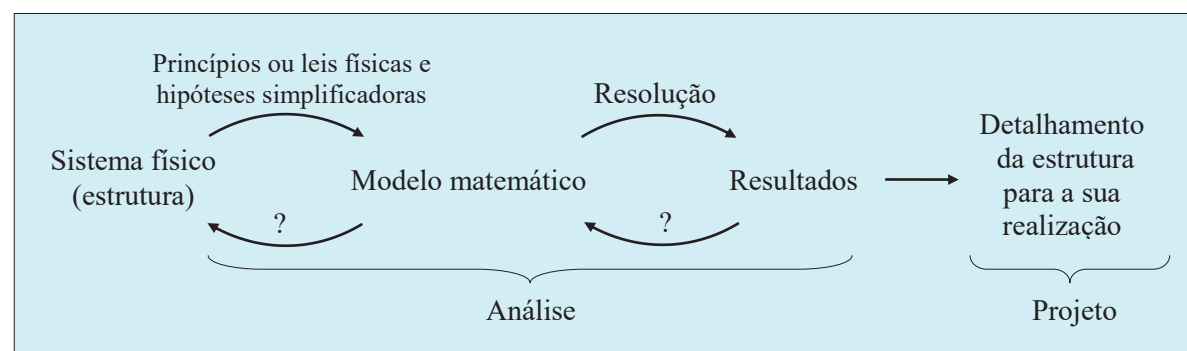 Princípios ou leis físicas e
hipóteses simplificadoras
Resolução
Sistema físico
(estrutura)
Modelo matemático
Resultados
Detalhamento
da estrutura
para a sua
realização
?
?
Análise
Projeto